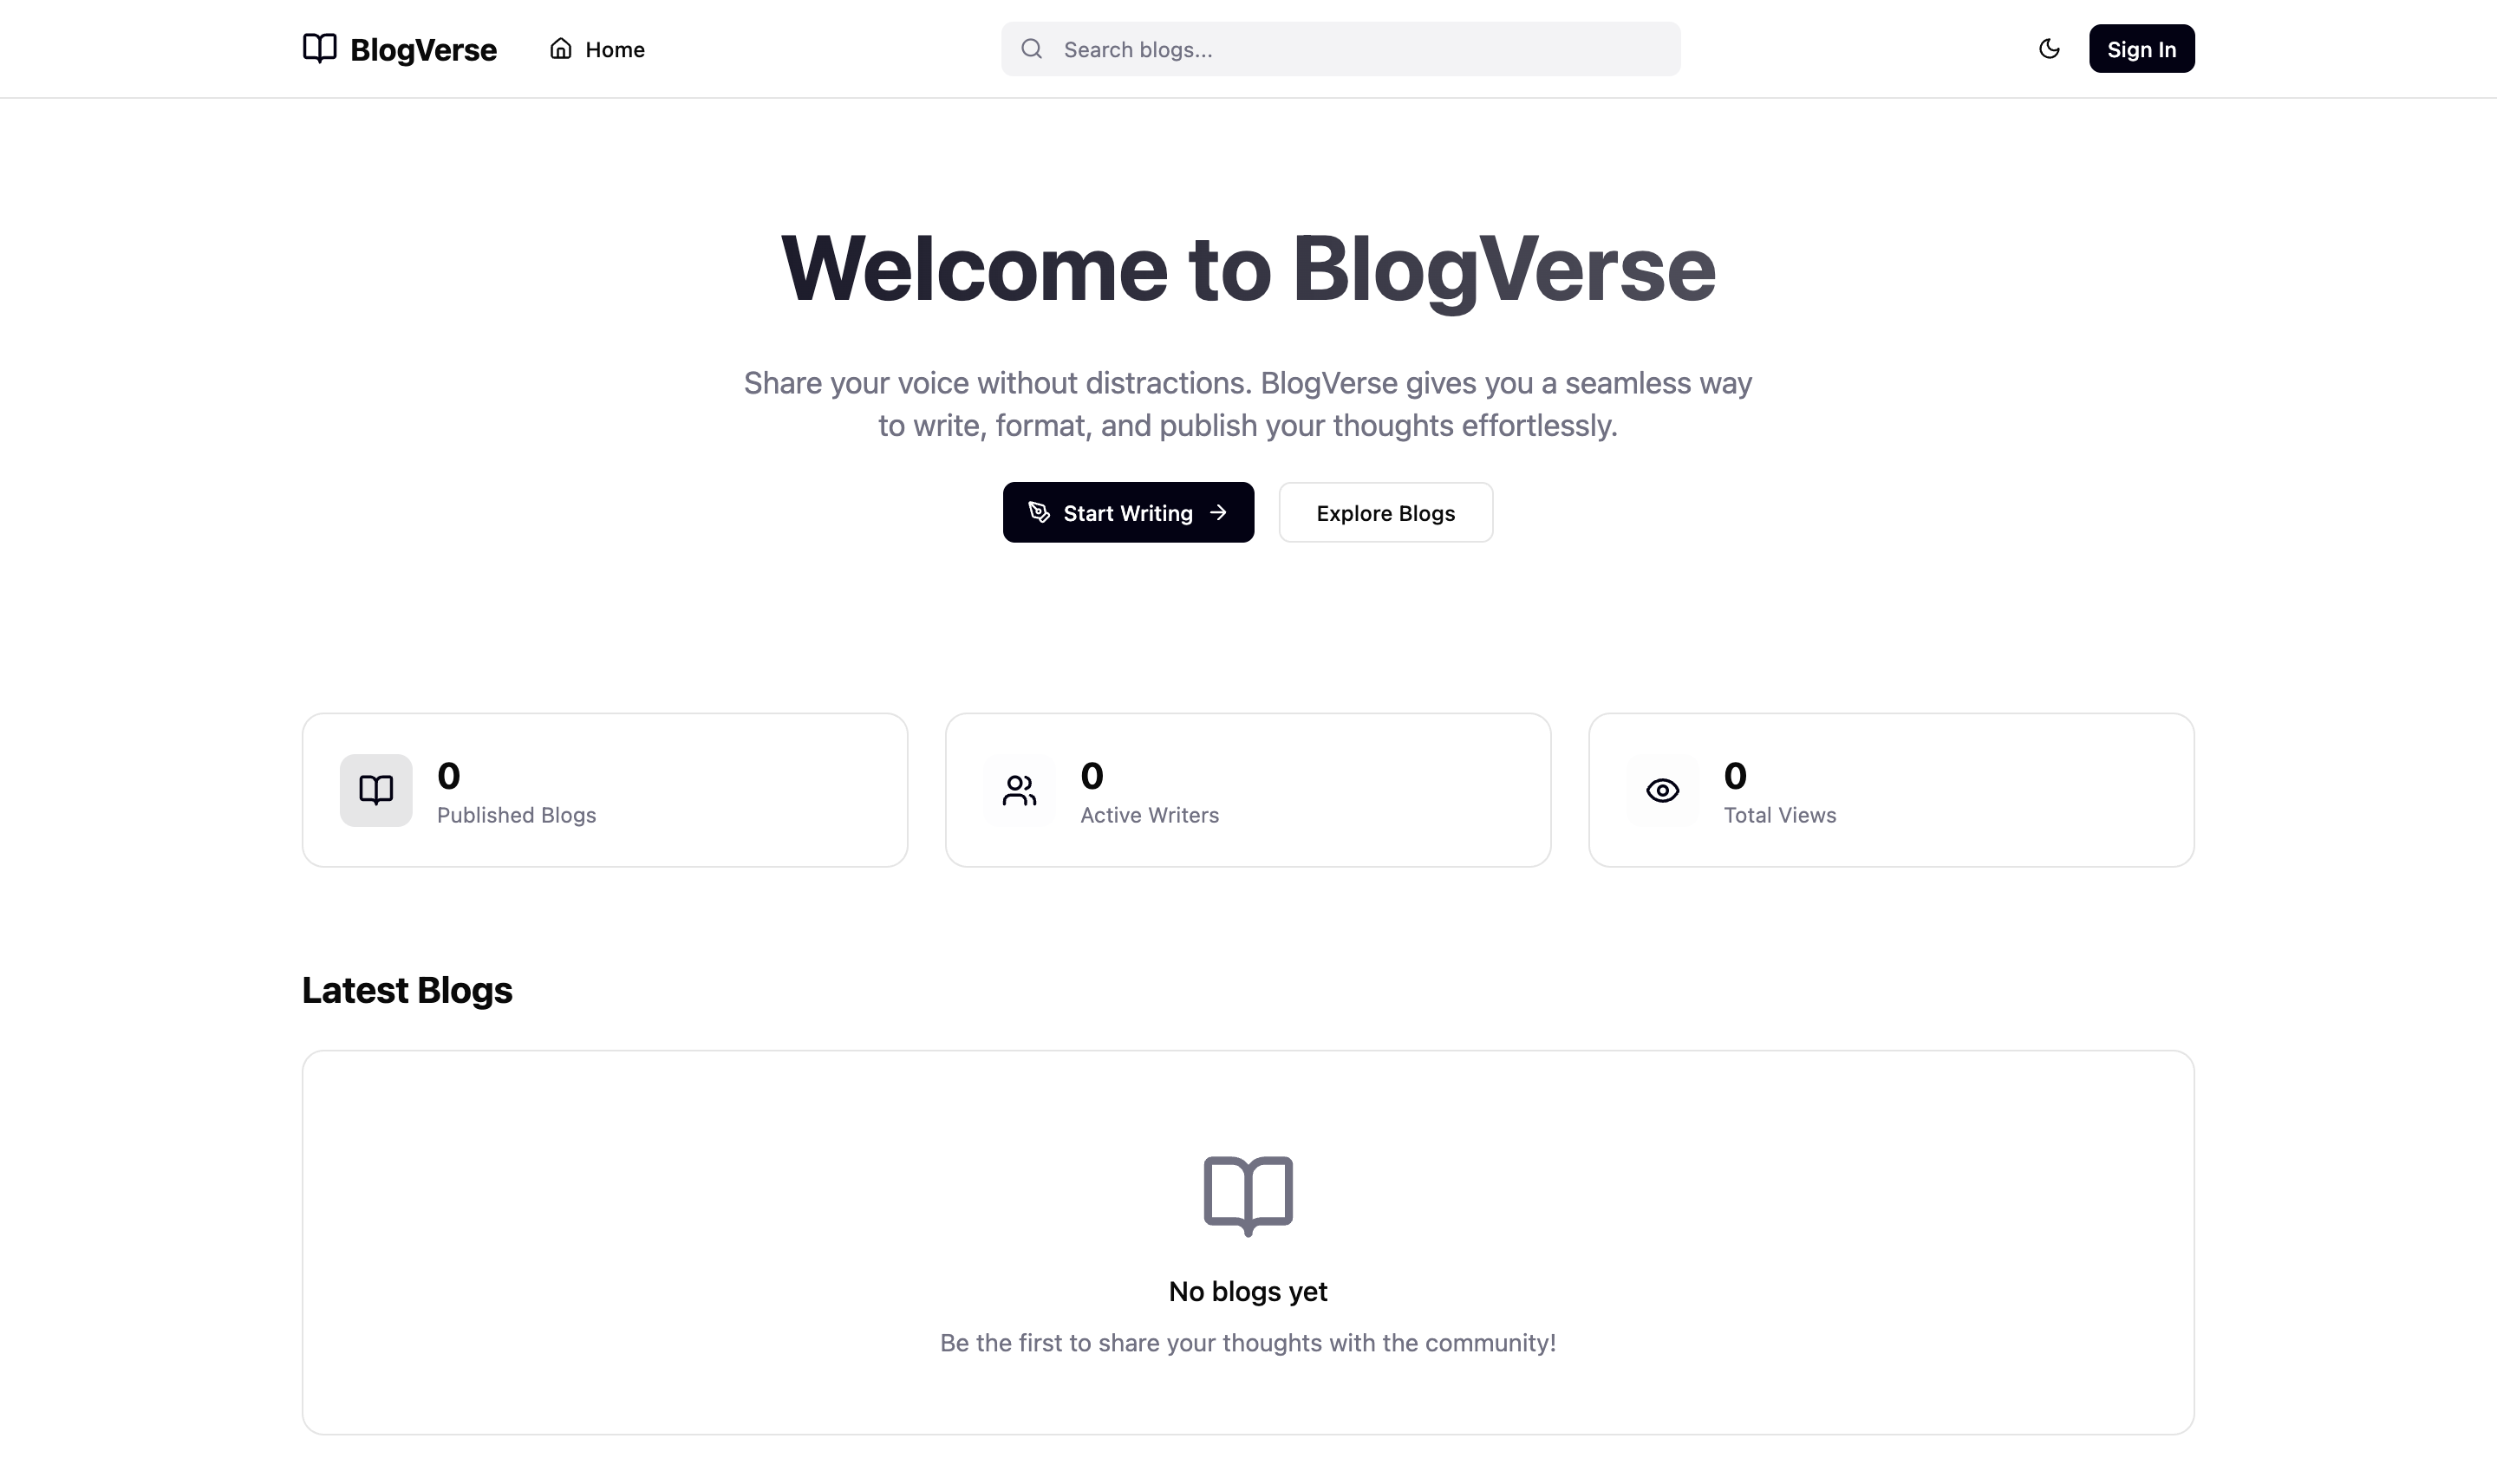 BlogVerse
Home
Search blogs...
Sign In
Welcome to BlogVerse
Share your voice without distractions. BlogVerse gives you a seamless way
to write, format, and publish your thoughts effortlessly.
Start Writing
Explore Blogs
0
Published Blogs
0
Active Writers
0
Total Views
Latest Blogs
No blogs yet
Be the first to share your thoughts with the community!